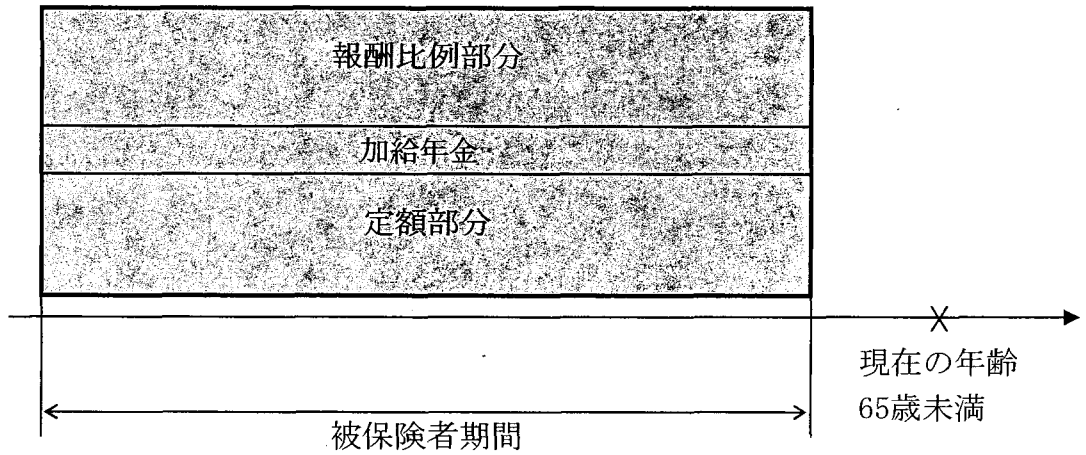 報酬比例部分
加給年金
定額部分
現在の年齢
65歳未満
被保険者期間